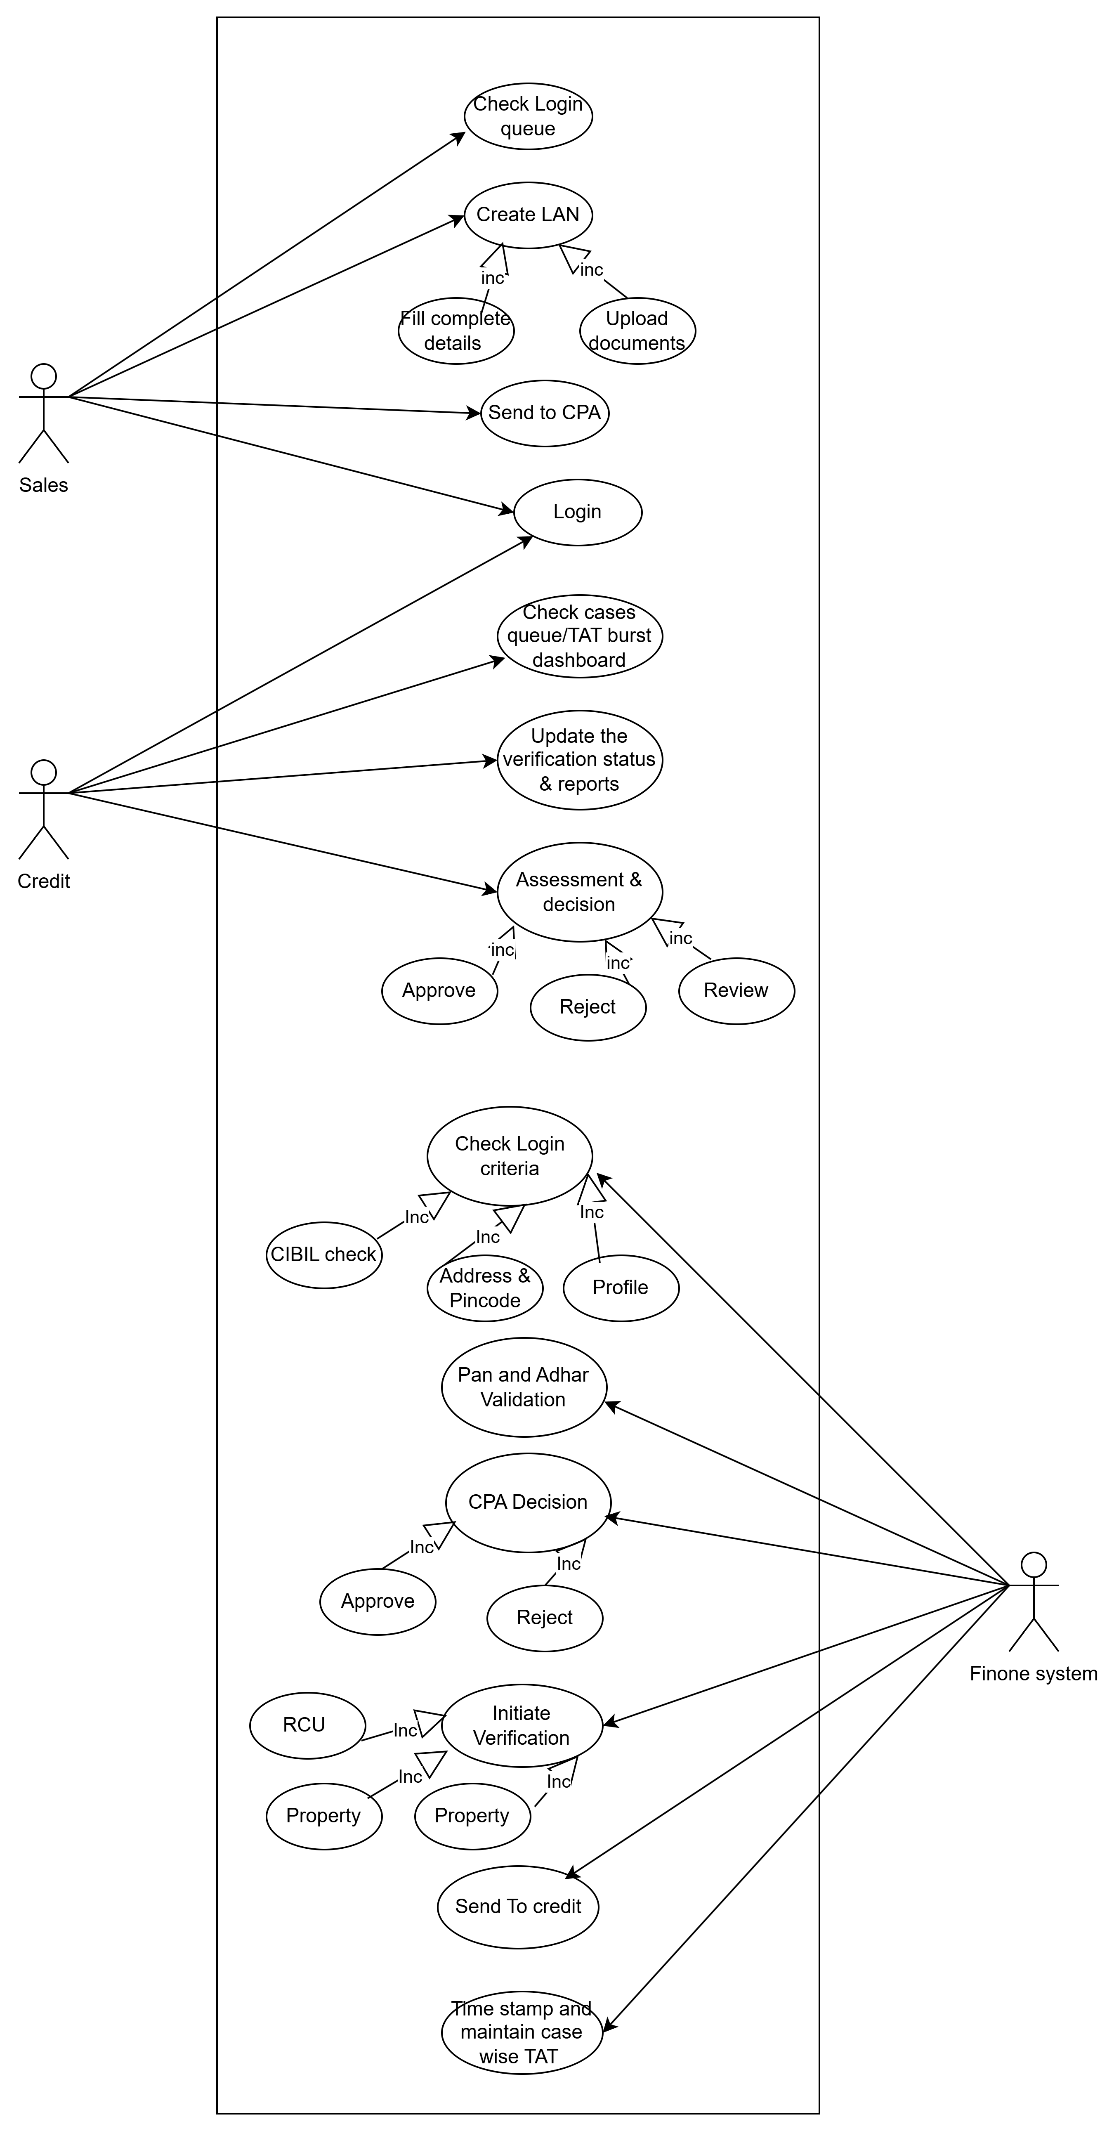 Check Login
queue
Create LAN
inc
inc
Fill complete
details
Upload
documents
Sales
Send to CPA
Login
Check cases
queue/TAT burst
dashboard
Update the
verification status
& reports
Credit
Assessment &
decision
inc
inc
inc
Approve
Reject
Review
Check Login
criteria
Inc
Inc
Inc
CIBIL check
Address &
Pincode
Profile
Pan and Adhar
Validation
CPA Decision
Inc
Inc
Approve
Reject
Finone system
RCU
Inc
Initiate
Verification
Inc
Inc
Property
Property
Send To credit
Time stamp and
maintain case
wise TAT